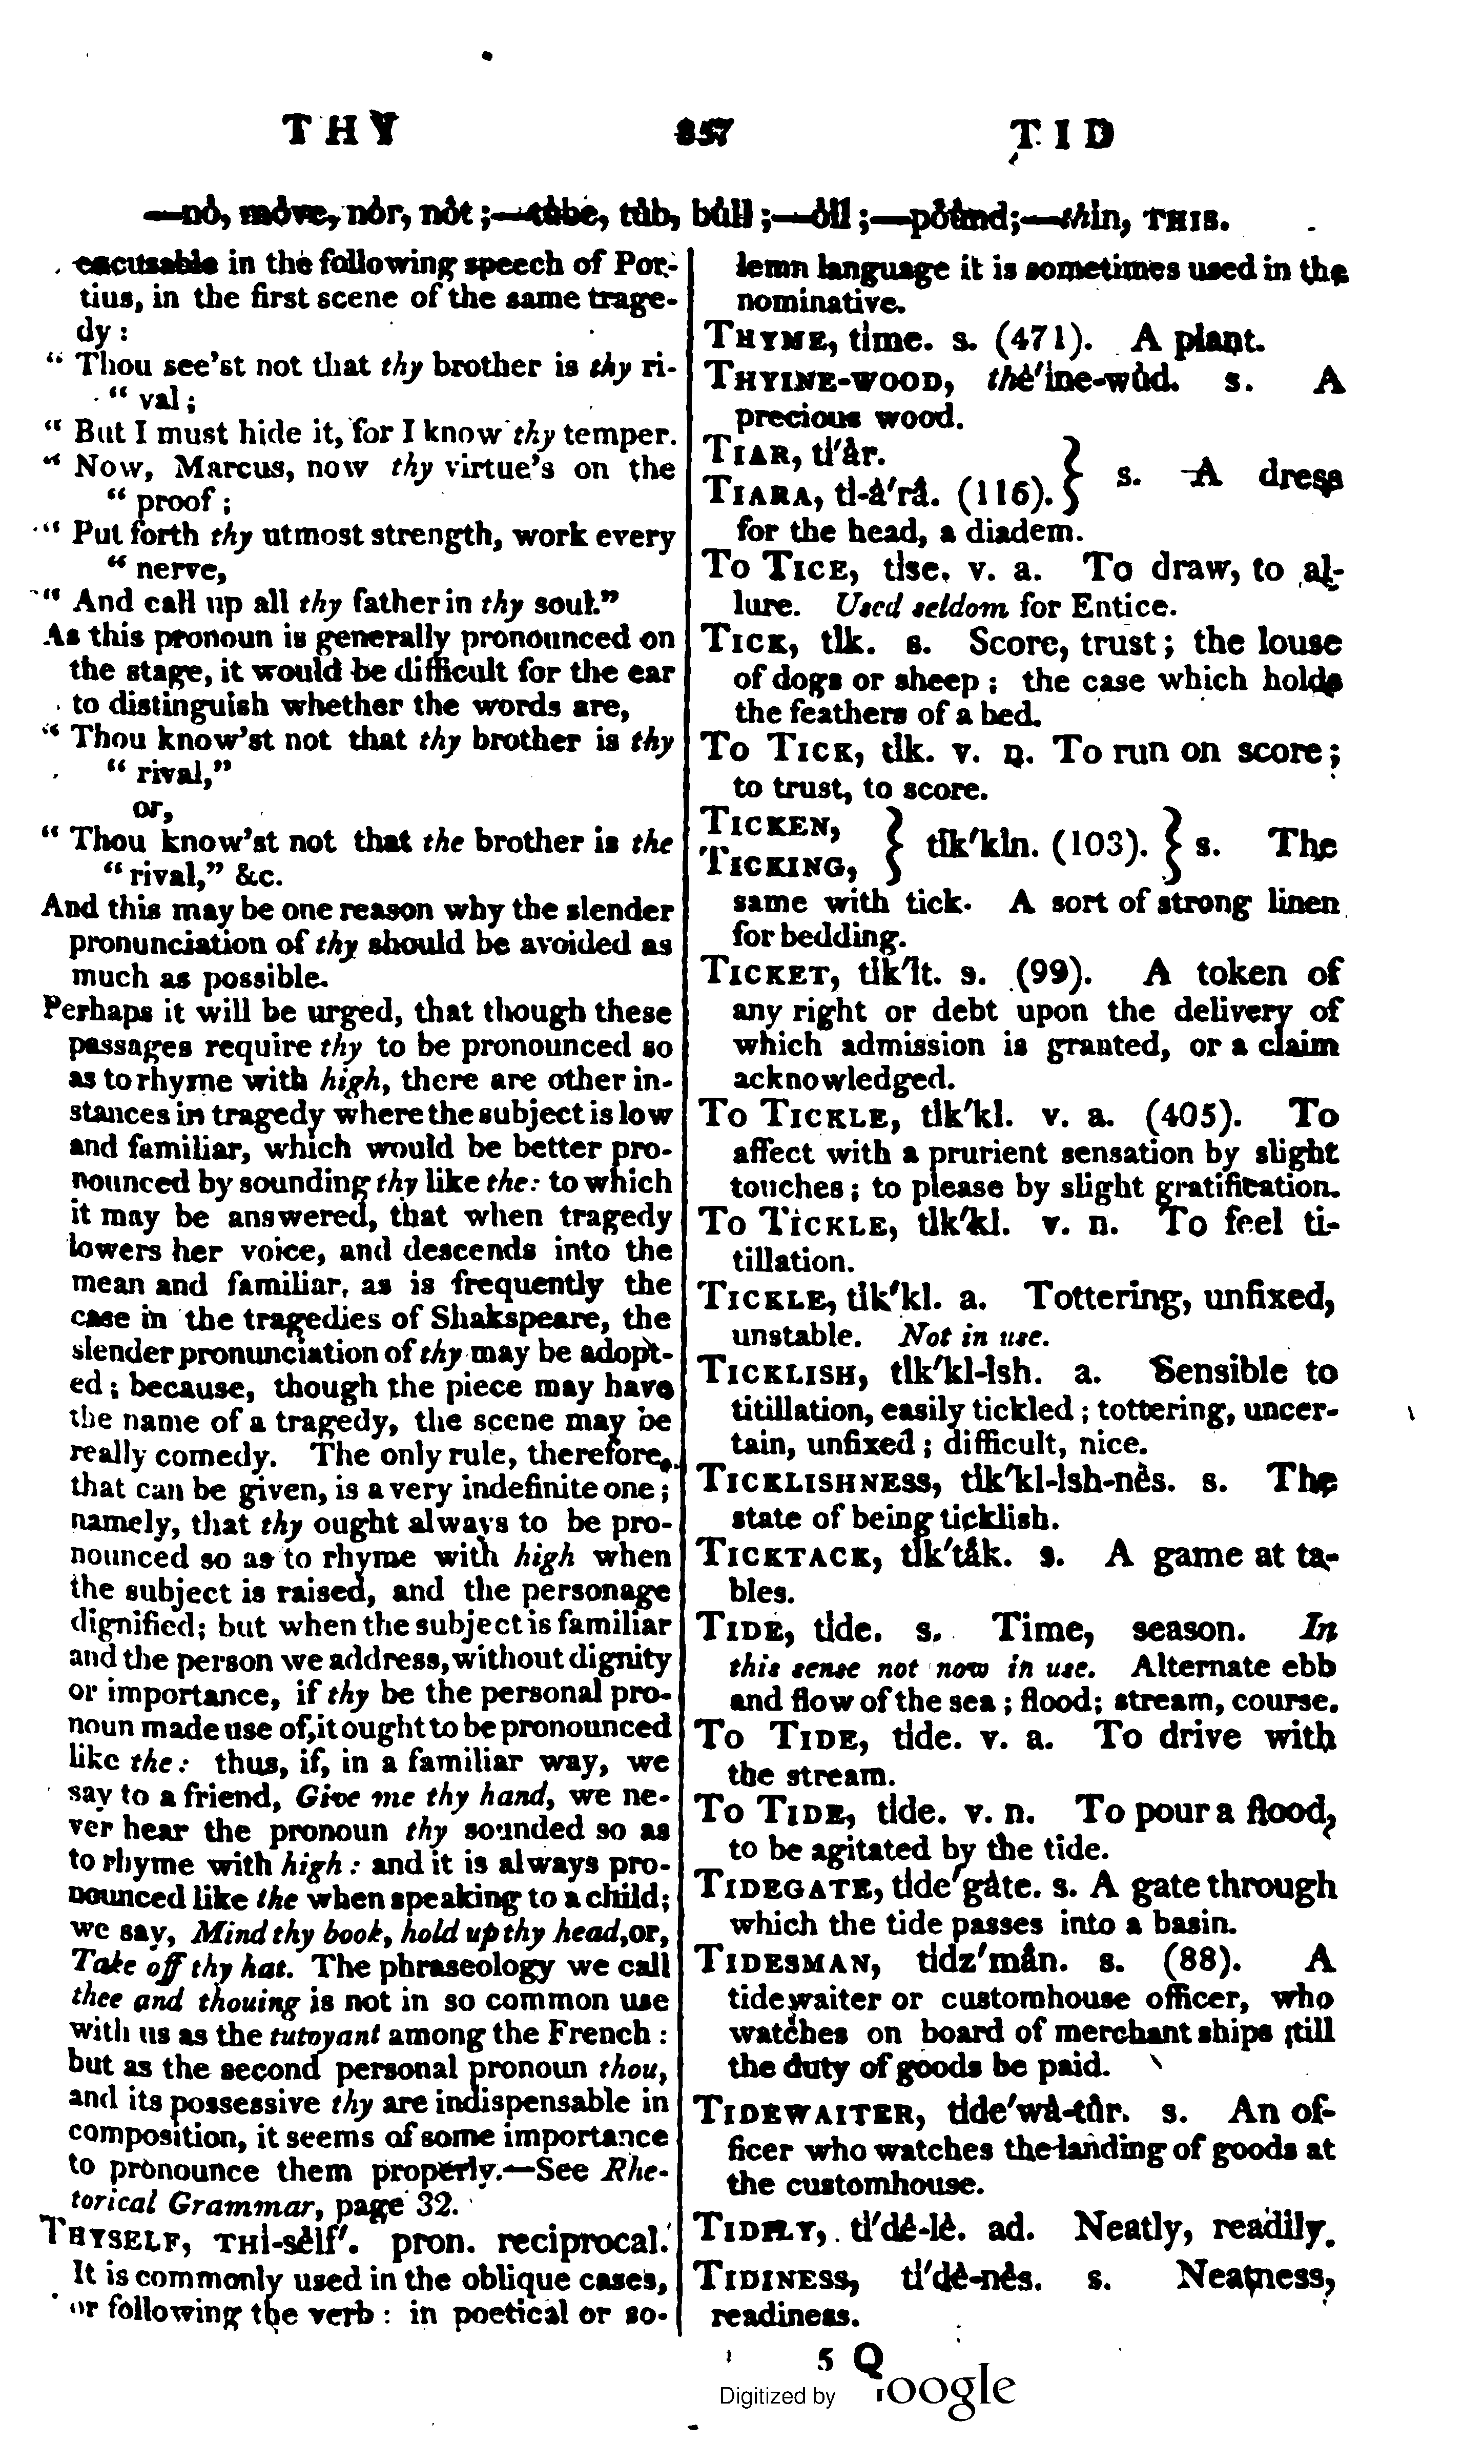 THY 857 TID
—nò, mòve, nòr, nòt;—tùbe, tùb, bùll;—òìl;—pòùnd;—thin, THIS.
excusable in the following speech of Por-
tius, in the first scene of the same trage-
dy:
“ Thou see'st not that thy brother is thy ri-
“ val;
“ But I must hide it, for I know thy temper.
“ Now, Marcus, now thy virtue's on the
“ proof;
“ Put forth thy utmost strength, work every
“ nerve,
“ And call up all thy father in thy soul.”
As this pronoun is generally pronounced on
the stage, it would be difficult for the ear
to distinguish whether the words are,
“ Thou know'st not that thy brother is thy
“ rival,”
or,
“ Thou know'st not that the brother is the
“ rival,” &c.
And this may be one reason why the slender
pronunciation of thy should be avoided as
much as possible.
Perhaps it will be urged, that though these
passages require thy to be pronounced so
as to rhyme with high, there are other in-
stances in tragedy where the subject is low
and familiar, which would be better pro-
nounced by sounding thy like the: to which
it may be answered, that when tragedy
lowers her voice, and descends into the
mean and familiar, as is frequently the
case in the tragedies of Shakspeare, the
slender pronunciation of thy may be adopt-
ed; because, though the piece may have
the name of a tragedy, the scene may be
really comedy. The only rule, therefore,
that can be given, is a very indefinite one;
namely, that thy ought always to be pro-
nounced so as to rhyme with high when
the subject is raised, and the personage
dignified; but when the subject is familiar
and the person we address, without dignity
or importance, if thy be the personal pro-
noun made use of, it ought to be pronounced
like the: thus, if, in a familiar way, we
say to a friend, Give me thy hand, we ne-
ver hear the pronoun thy sounded so as
to rhyme with high: and it is always pro-
nounced like the when speaking to a child;
we say, Mind thy book, hold up thy head, or,
Take off thy hat. The phraseology we call
thee and thouing is not in so common use
with us as the tutoyant among the French:
but as the second personal pronoun thou,
and its possessive thy are indispensable in
composition, it seems of some importance
to pronounce them properly.—See Rhe-
torical Grammar, page 32.
THYSELF, THì-sèlf'. pron. reciprocal.
It is commonly used in the oblique cases,
or following the verb: in poetical or so-
lemn language it is sometimes used in the
nominative.
THYME, tìme. s. (471). A plant.
THYINE-WOOD, thè'ìne-wùd. s. A
precious wood.
TIAR, tì'àr.
TIARA, tì-à'rà. (116). } s. A dress
for the head, a diadem.
To TICE, tìse. v. a. To draw, to al-
lure. Used seldom for Entice.
TICK, tìk. s. Score, trust; the louse
of dogs or sheep; the case which holds
the feathers of a bed.
To TICK, tìk. v. n. To run on score;
to trust, to score.
TICKEN,
TICKING, } tìk'kìn. (103). } s. The
same with tick. A sort of strong linen
for bedding.
TICKET, tìk'ìt. s. (99). A token of
any right or debt upon the delivery of
which admission is granted, or a claim
acknowledged.
To TICKLE, tìk'kl. v. a. (405). To
affect with a prurient sensation by slight
touches; to please by slight gratification.
To TICKLE, tìk'kl. v. n. To feel ti-
tillation.
TICKLE, tìk'kl. a. Tottering, unfixed,
unstable. Not in use.
TICKLISH, tìk'kl-ìsh. a. Sensible to
titillation, easily tickled; tottering, uncer-
tain, unfixed; difficult, nice.
TICKLISHNESS, tìk'kl-ìsh-nès. s. The
state of being ticklish.
TICKTACK, tìk'tàk. s. A game at ta-
bles.
TIDE, tìde. s. Time, season. In
this sense not now in use. Alternate ebb
and flow of the sea; flood; stream, course.
To TIDE, tìde. v. a. To drive with
the stream.
To TIDE, tìde. v. n. To pour a flood,
to be agitated by the tide.
TIDEGATE, tìde'gàte. s. A gate through
which the tide passes into a basin.
TIDESMAN, tìdz'màn. s. (88). A
tidewaiter or customhouse officer, who
watches on board of merchant ships till
the duty of goods be paid.
TIDEWAITER, tìde'wà-tùr. s. An of-
ficer who watches the landing of goods at
the customhouse.
TIDILY, tì'dè-lè. ad. Neatly, readily.
TIDINESS, tì'dè-nès. s. Neatness,
readiness.
5 Q
Digitized by Google